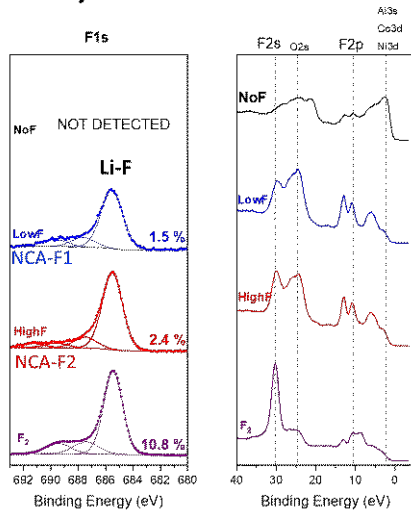 F1s
NoF
NOT DETECTED
Li-F
LowF
1.5 %
NCA-F1
HighF
2.4 %
NCA-F2
F₂
10.8 %
692 690 688 686 684 682 680
Binding Energy (eV)
Al3s
Co3d
F2s
O2s
F2p
Ni3d
NoF
LowF
HighF
F₂
40 30 20 10 0
Binding Energy (eV)